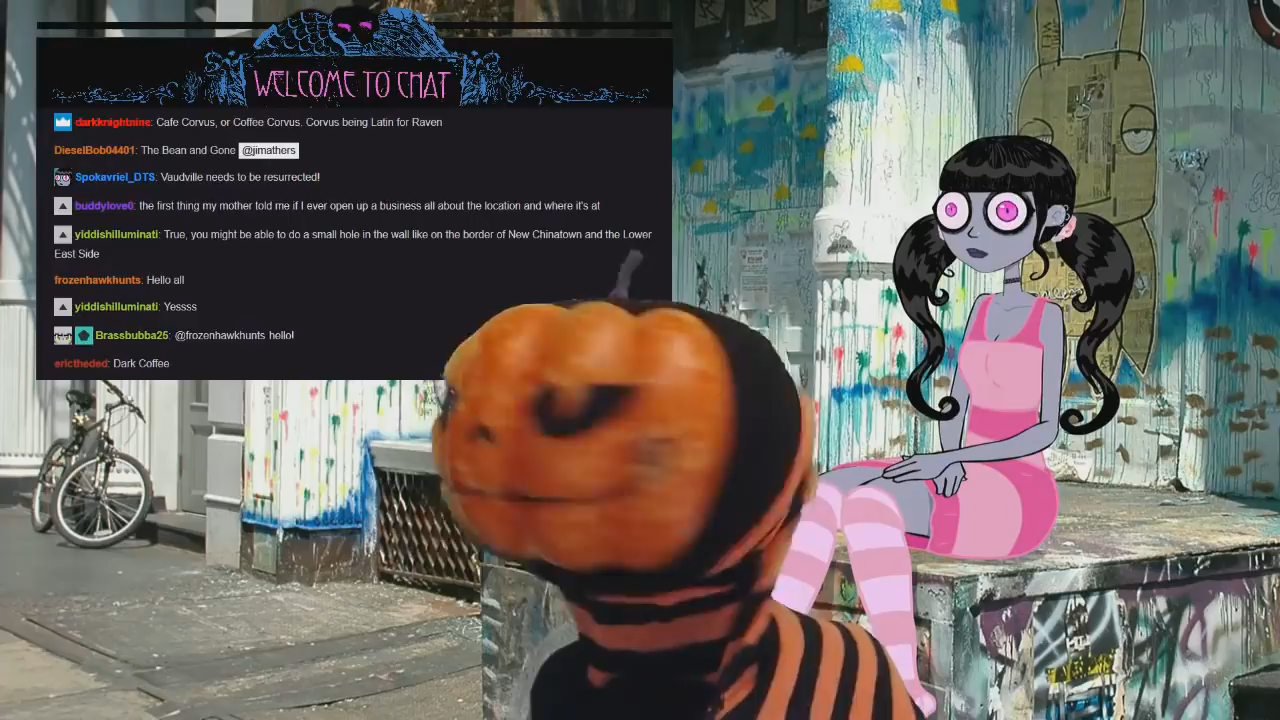 WELCOME TO CHAT
darkknightninc: Cafe Corvus, or Coffee Corvus. Corvus being Latin for Raven
DieselBob04401: The Bean and Gone @jimathers
Spokavriel_DTS: Vaudville needs to be resurrected!
buddylove0: the first thing my mother told me if I ever open up a business all about the location and where it's at
yiddishilluminati: True, you might be able to do a small hole in the wall like on the border of New Chinatown and the Lower
East Side
frozenhawkhunts: Hello all
yiddishilluminati: Yessss
Brassbubba25: @frozenhawkhunts hello!
erictheded: Dark Coffee